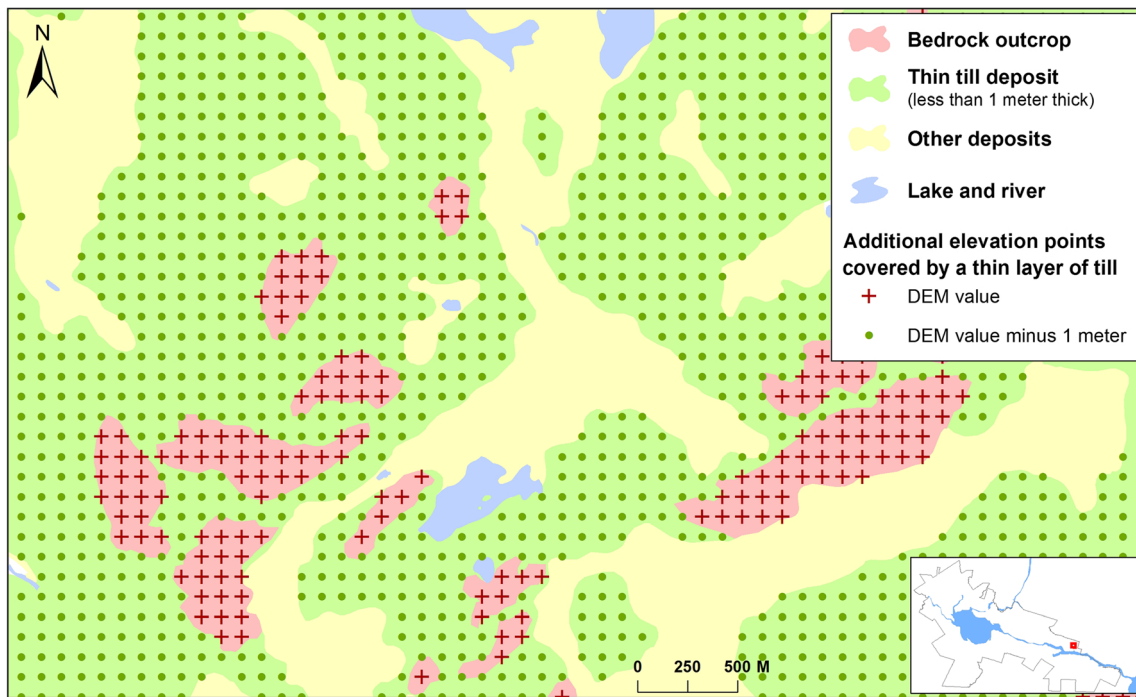 N
Bedrock outcrop
Thin till deposit
(less than 1 meter thick)
Other deposits
Lake and river
Additional elevation points
covered by a thin layer of till
DEM value
DEM value minus 1 meter
0 250 500 M